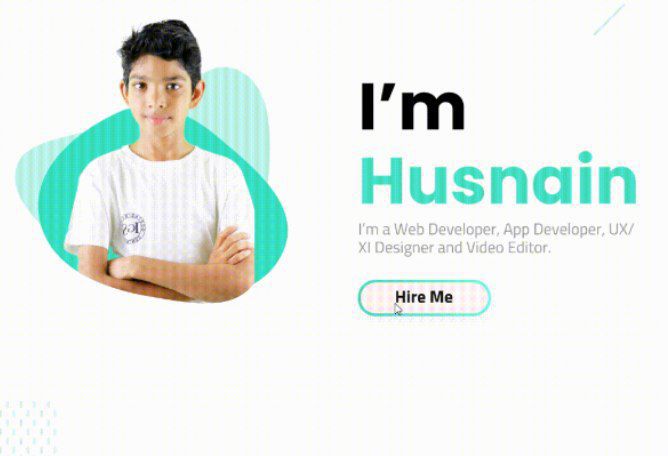 I’m
Husnain
I’m a Web Developer, App Developer, UX/
XI Designer and Video Editor.
Hire Me